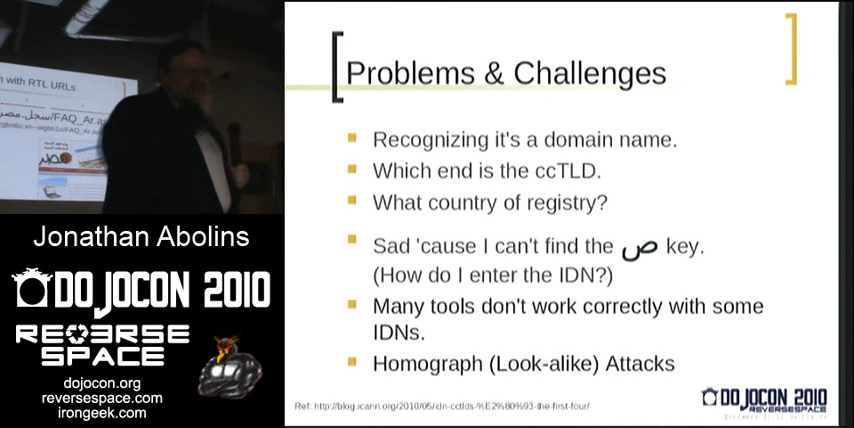 n with RTL URLs
Jonathan Abolins
DOJOCON 2010
REVERSE
SPACE
dojocon.org
reversespace.com
irongeek.com
Problems & Challenges
Recognizing it's a domain name.
Which end is the ccTLD.
What country of registry?
Sad 'cause I can't find the ص key.
(How do I enter the IDN?)
Many tools don't work correctly with some
IDNs.
Homograph (Look-alike) Attacks
Ref: http://blog.icann.org/2010/05/idn-cctlds-%E2%80%93-the-first-four/
DOJOCON 2010
REVERSESPACE